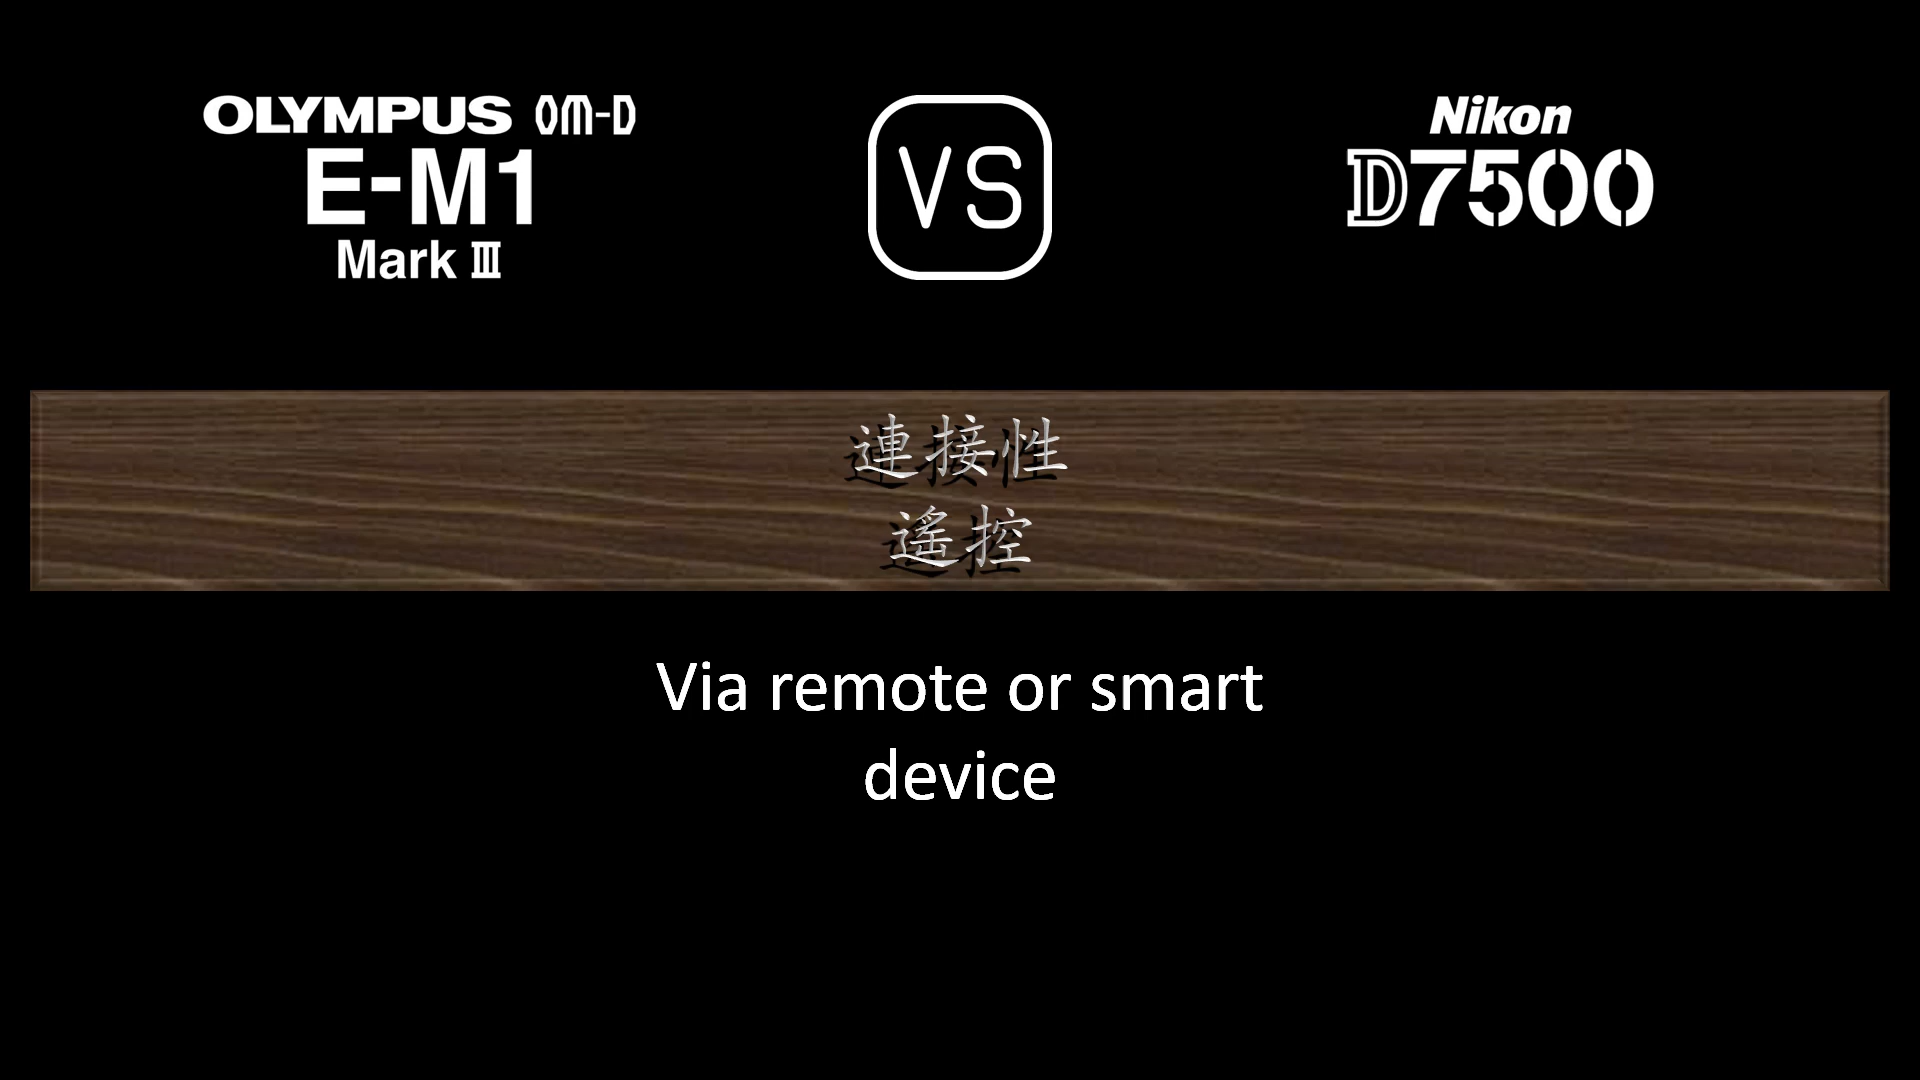 OLYMPUS OM-D
E-M1
Mark III
VS
Nikon
D7500
連接性
遙控
Via remote or smart
device